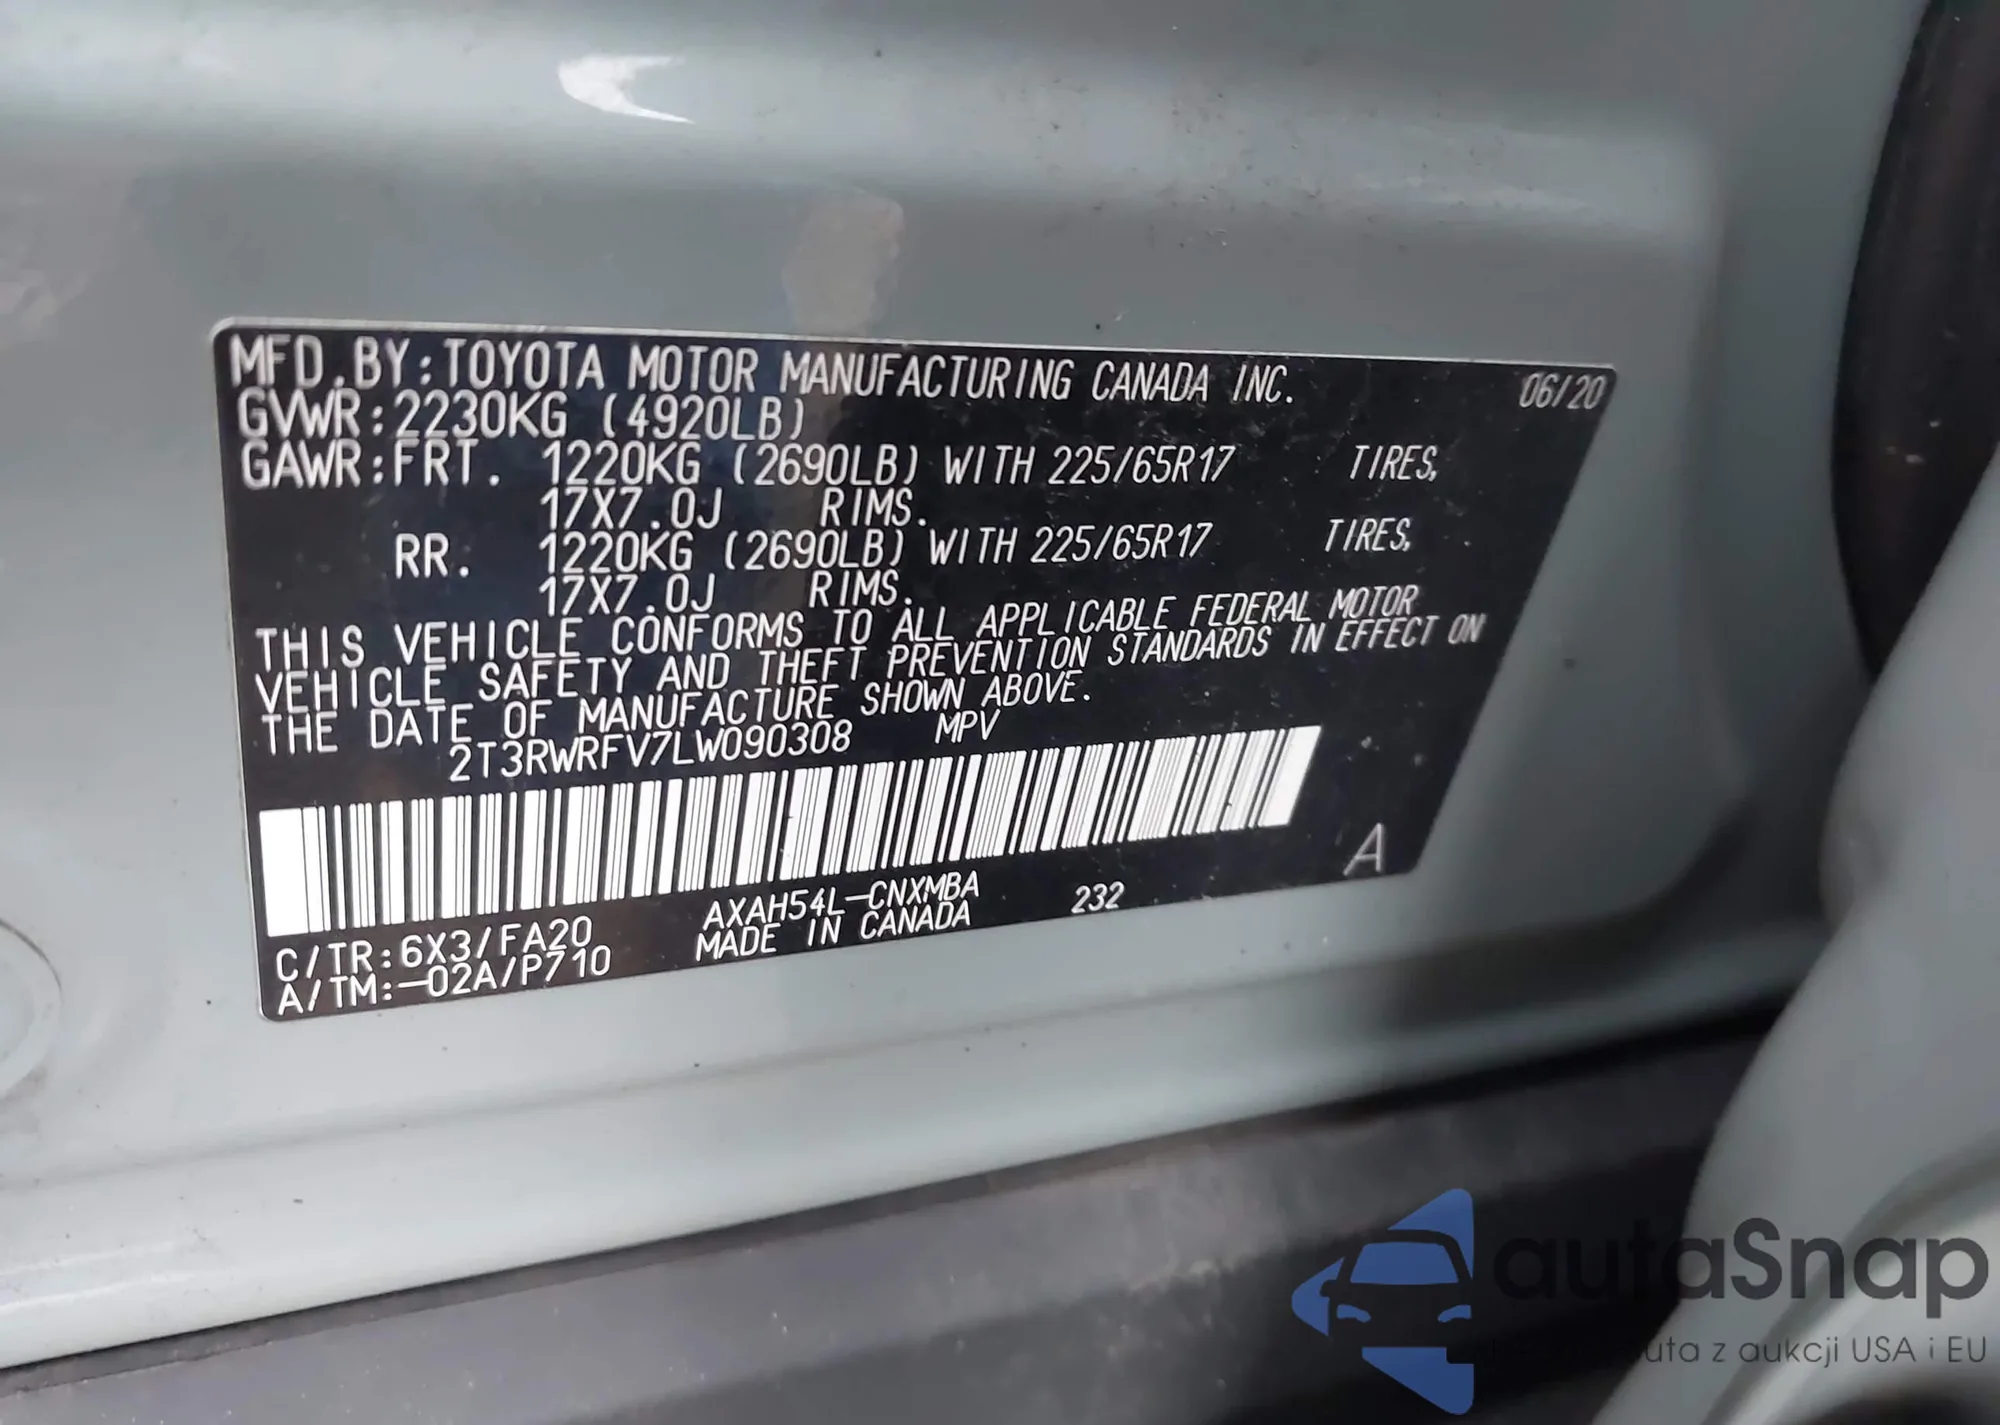 MFD.BY:TOYOTA MOTOR MANUFACTURING CANADA INC. 06/20
GVWR:2230KG (4920LB)
GAWR:FRT. 1220KG (2690LB) WITH 225/65R17 TIRES,
17X7.0J RIMS.
RR. 1220KG (2690LB) WITH 225/65R17 TIRES,
17X7.0J RIMS.
THIS VEHICLE CONFORMS TO ALL APPLICABLE FEDERAL MOTOR
VEHICLE SAFETY AND THEFT PREVENTION STANDARDS IN EFFECT ON
THE DATE OF MANUFACTURE SHOWN ABOVE.
2T3RWRFV7LW090308 MPV
A
C/TR:6X3/FA20 AXAH54L-CNXMBA 232
A/TM:-02A/P710 MADE IN CANADA
autaSnap
auta z aukcji USA i EU